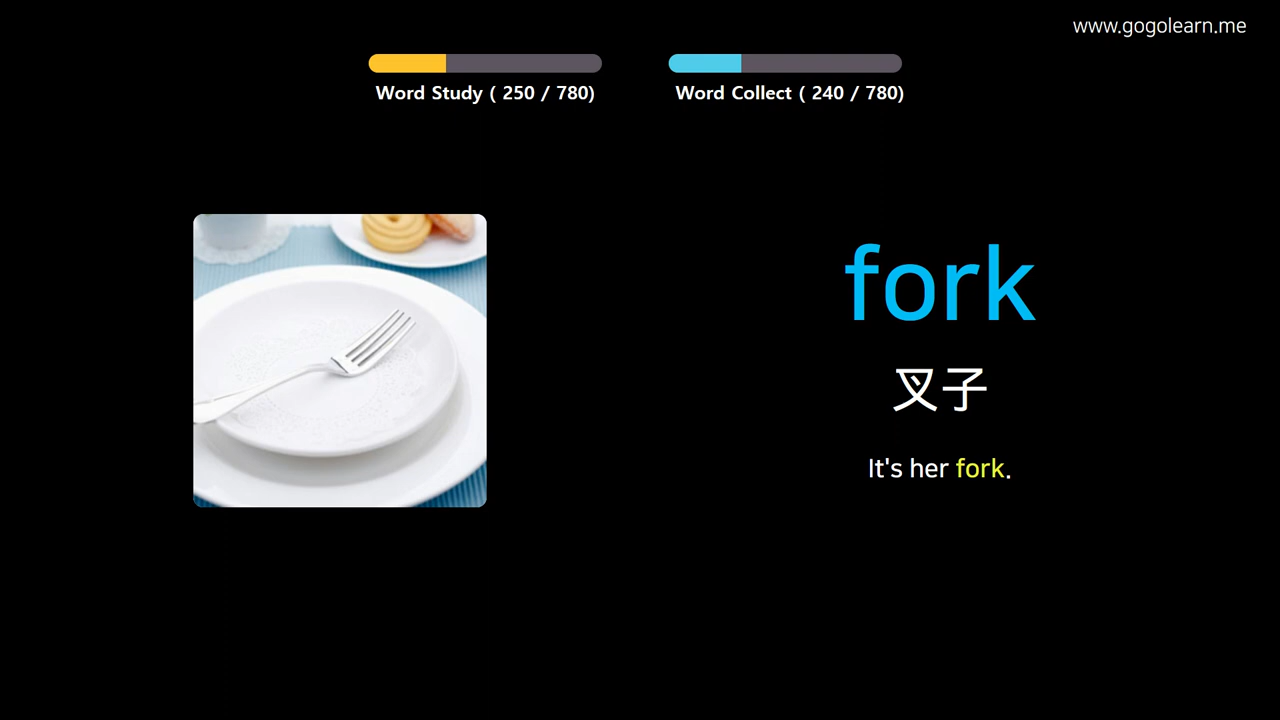 www.gogolearn.me
Word Study ( 250 / 780)
Word Collect ( 240 / 780)
fork
叉子
It's her fork.